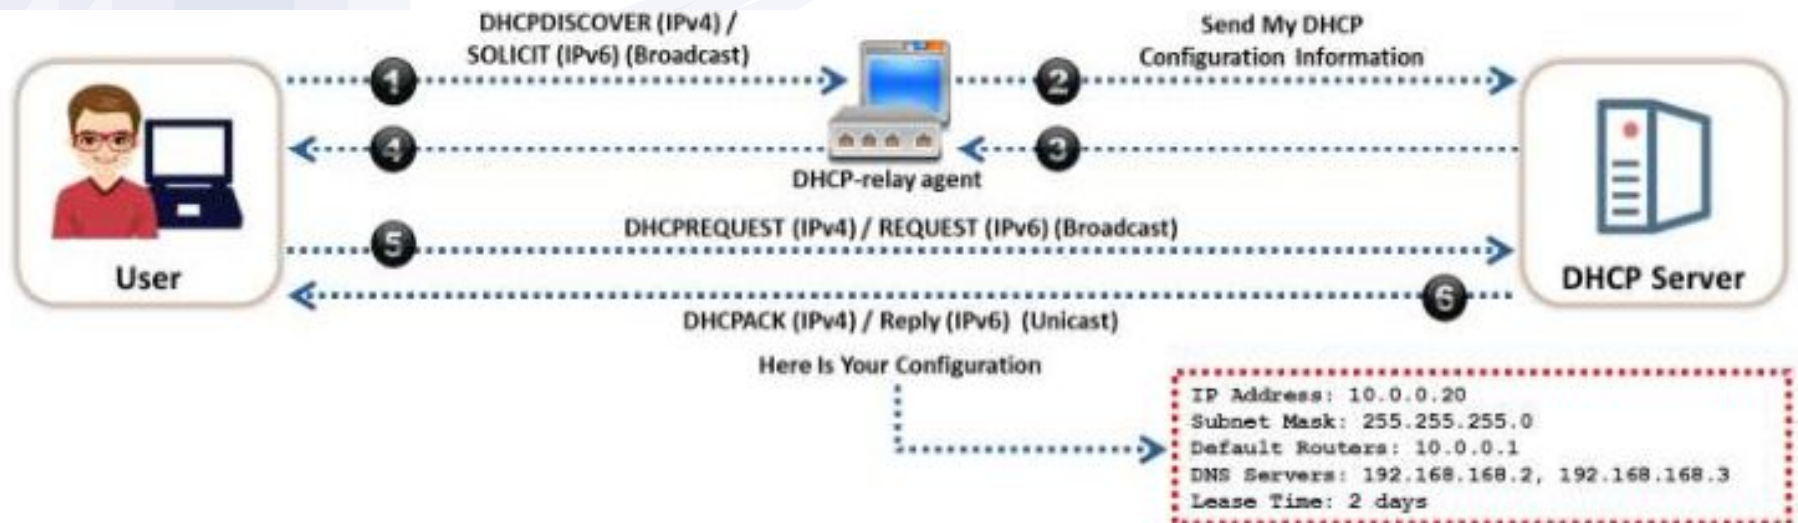 DHCPDISCOVER (IPv4) /
SOLICIT (IPv6) (Broadcast)
Send My DHCP
Configuration Information
1
2
4
3
DHCP-relay agent
User
DHCP Server
DHCPREQUEST (IPv4) / REQUEST (IPv6) (Broadcast)
5
6
DHCPACK (IPv4) / Reply (IPv6) (Unicast)
Here Is Your Configuration
IP Address: 10.0.0.20
Subnet Mask: 255.255.255.0
Default Routers: 10.0.0.1
DNS Servers: 192.168.168.2, 192.168.168.3
Lease Time: 2 days